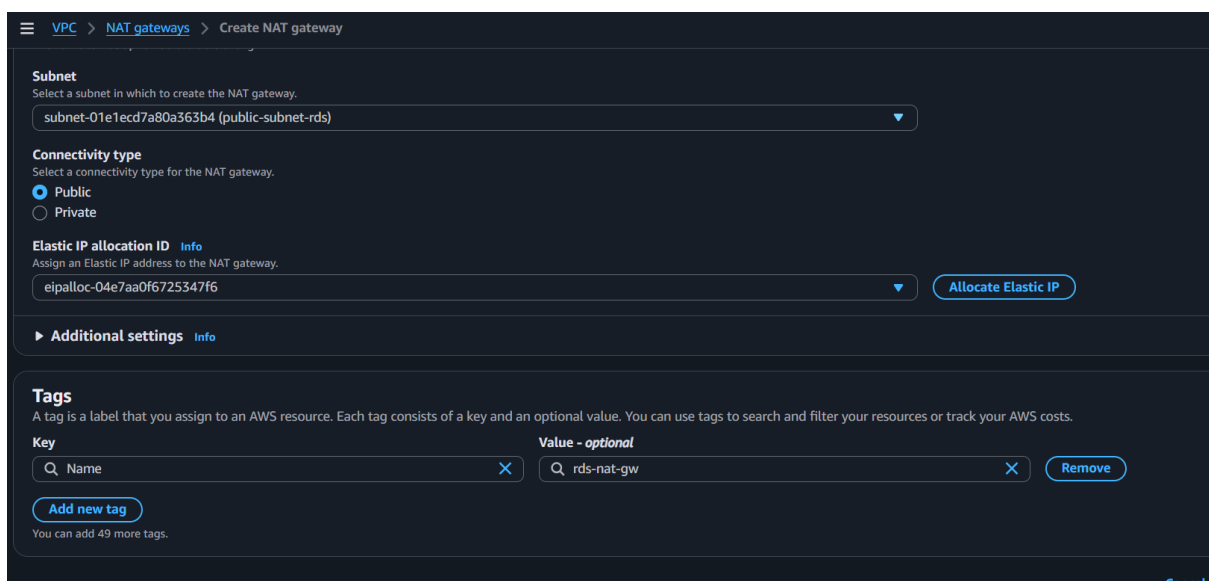 VPC > NAT gateways > Create NAT gateway
Subnet
Select a subnet in which to create the NAT gateway.
subnet-01e1ecd7a80a363b4 (public-subnet-rds)
Connectivity type
Select a connectivity type for the NAT gateway.
Public
Private
Elastic IP allocation ID Info
Assign an Elastic IP address to the NAT gateway.
eipalloc-04e7aa0f6725347f6
Allocate Elastic IP
Additional settings Info
Tags
A tag is a label that you assign to an AWS resource. Each tag consists of a key and an optional value. You can use tags to search and filter your resources or track your AWS costs.
Key Value - optional
Name rds-nat-gw Remove
Add new tag
You can add 49 more tags.